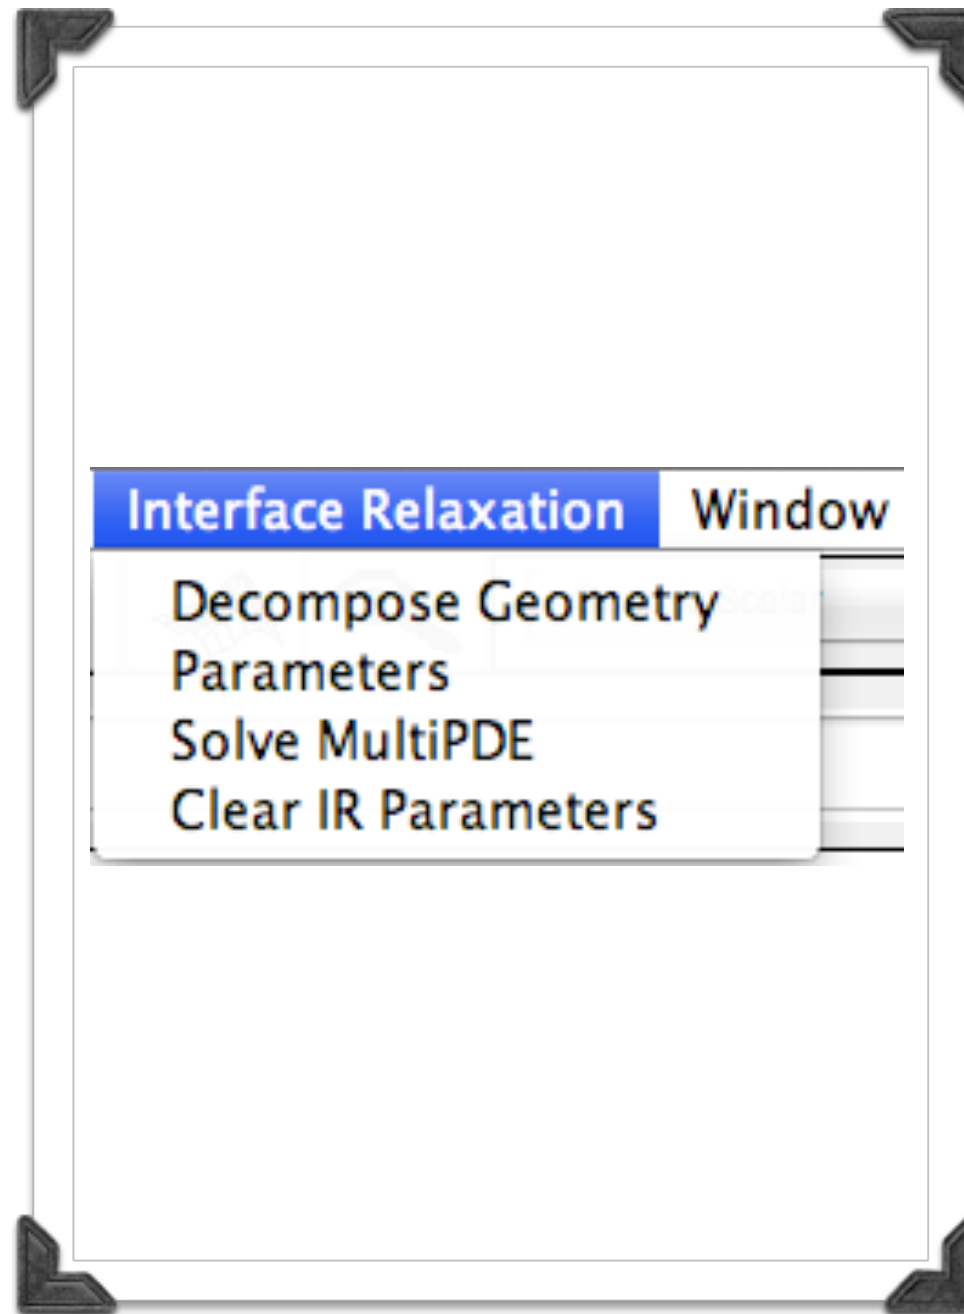 Interface Relaxation Window
Decompose Geometry
Parameters
Solve MultiPDE
Clear IR Parameters